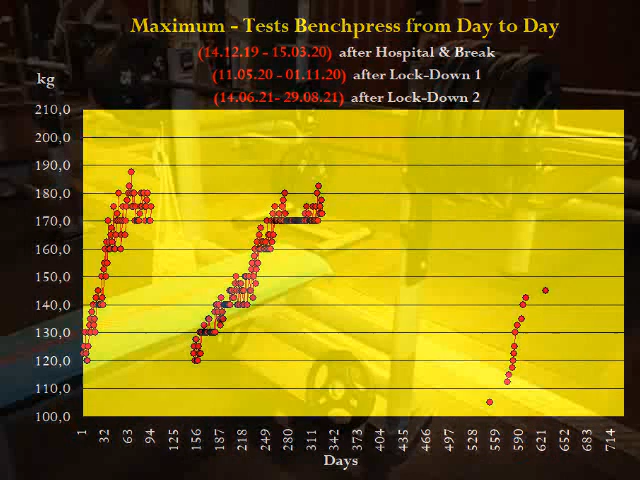 Maximum - Tests Benchpress from Day to Day
(14.12.19 - 15.03.20) after Hospital & Break
(11.05.20 - 01.11.20) after Lock-Down 1
(14.06.21- 29.08.21) after Lock-Down 2
kg
210,0
200,0
190,0
180,0
170,0
160,0
150,0
140,0
130,0
120,0
110,0
100,0
1 32 63 94 125 156 187 218 249 280 311 342 373 404 435 466 497 528 559 590 621 652 683 714
Days